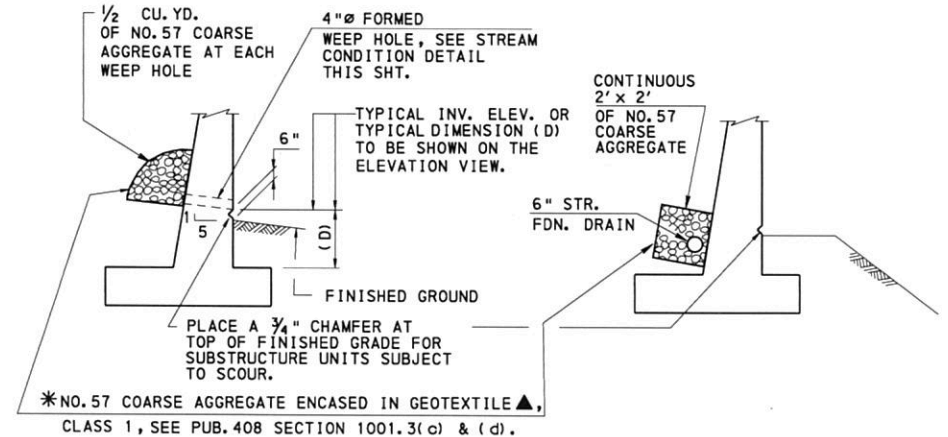 1/2 CU. YD.
OF NO. 57 COARSE
AGGREGATE AT EACH
WEEP HOLE
4"Ø FORMED
WEEP HOLE, SEE STREAM
CONDITION DETAIL
THIS SHT.
TYPICAL INV. ELEV. OR
TYPICAL DIMENSION (D)
TO BE SHOWN ON THE
ELEVATION VIEW.
6"
1
5
(D)
FINISHED GROUND
CONTINUOUS
2' x 2'
OF NO. 57
COARSE
AGGREGATE
6" STR.
FDN. DRAIN
PLACE A 3/4" CHAMFER AT
TOP OF FINISHED GRADE FOR
SUBSTRUCTURE UNITS SUBJECT
TO SCOUR.
*NO. 57 COARSE AGGREGATE ENCASED IN GEOTEXTILE ▲,
CLASS 1, SEE PUB. 408 SECTION 1001.3(c) & (d).